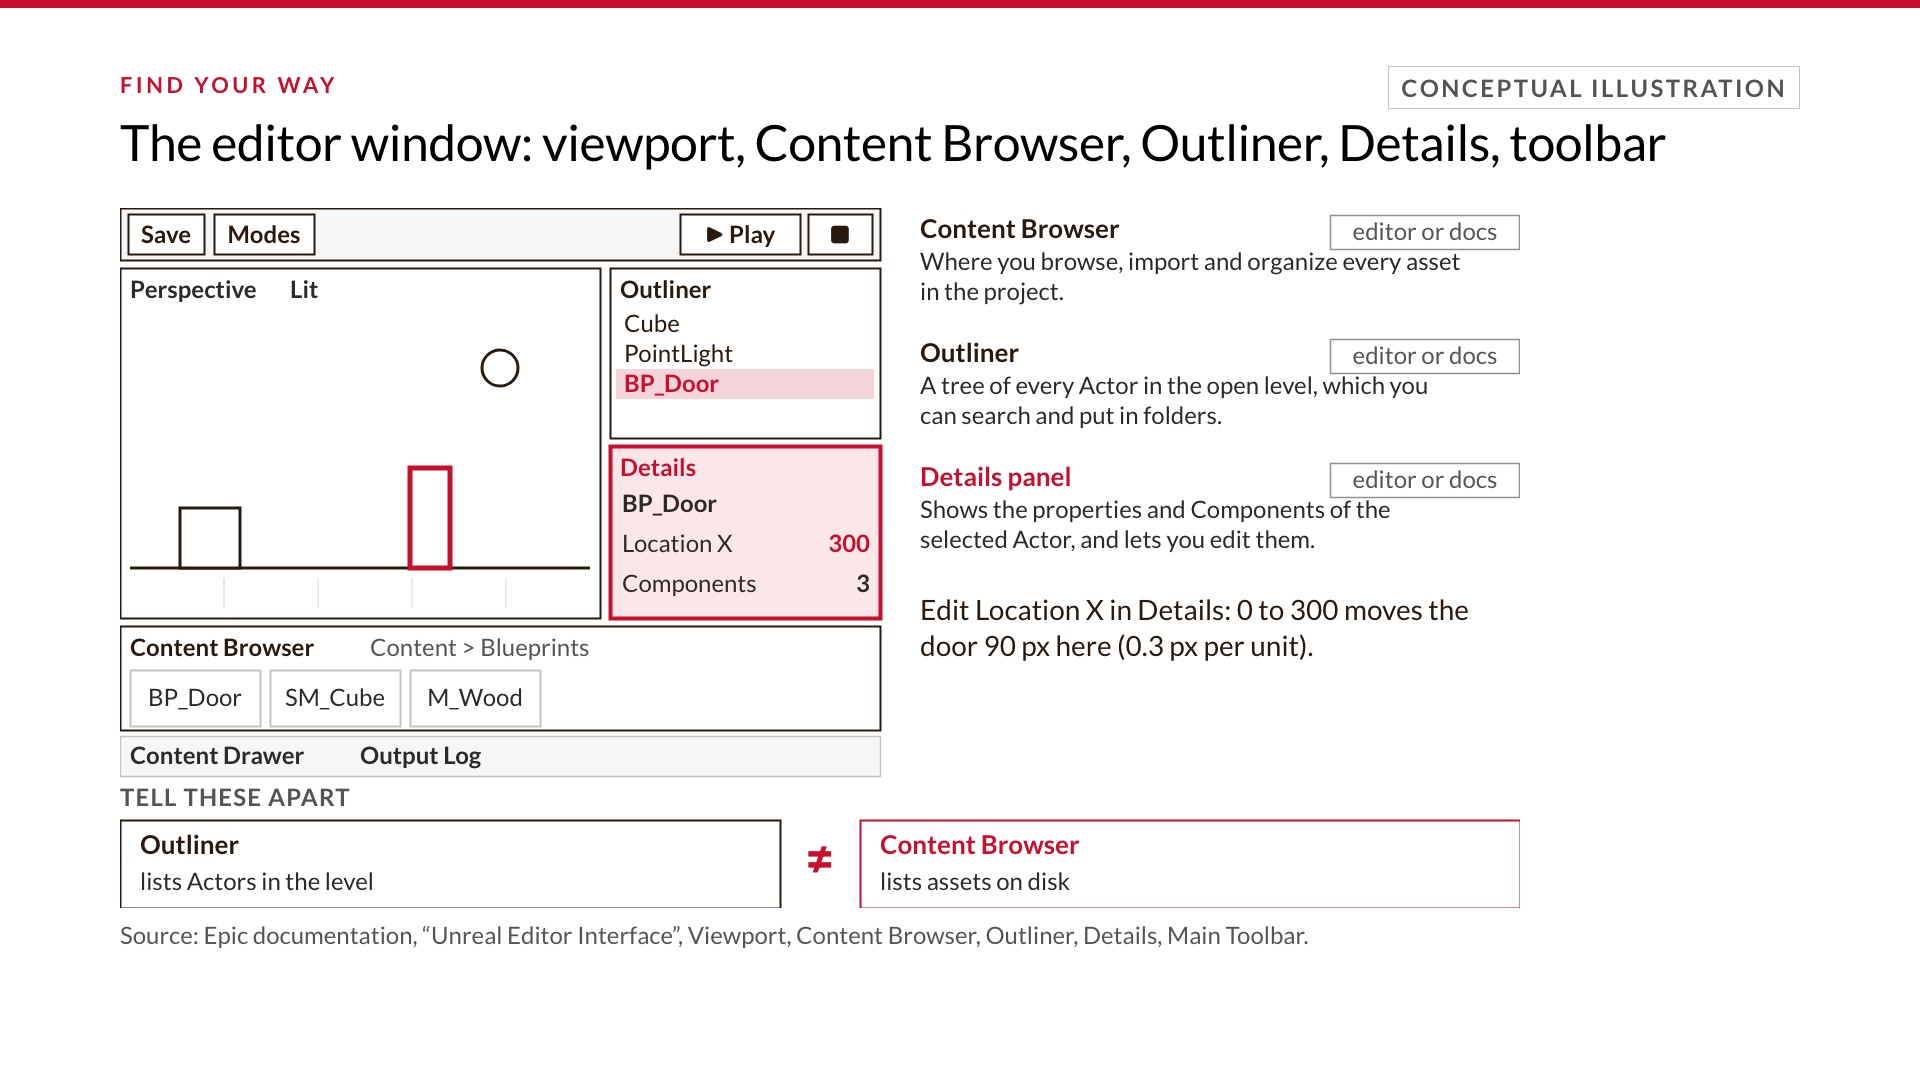 FIND YOUR WAY
CONCEPTUAL ILLUSTRATION
The editor window: viewport, Content Browser, Outliner, Details, toolbar
Save
Modes
Play
Perspective
Lit
Outliner
Cube
PointLight
BP_Door
Details
BP_Door
Location X
300
Components
3
Content Browser
Content > Blueprints
BP_Door
SM_Cube
M_Wood
Content Drawer
Output Log
Content Browser
editor or docs
Where you browse, import and organize every asset
in the project.
Outliner
editor or docs
A tree of every Actor in the open level, which you
can search and put in folders.
Details panel
editor or docs
Shows the properties and Components of the
selected Actor, and lets you edit them.
Edit Location X in Details: 0 to 300 moves the
door 90 px here (0.3 px per unit).
TELL THESE APART
Outliner
lists Actors in the level
≠
Content Browser
lists assets on disk
Source: Epic documentation, “Unreal Editor Interface”, Viewport, Content Browser, Outliner, Details, Main Toolbar.